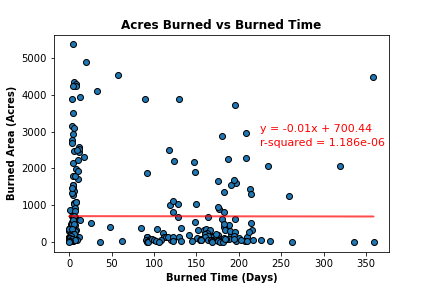 Acres Burned vs Burned Time
Burned Area (Acres)
5000
4000
3000
2000
1000
0
y = -0.01x + 700.44
r-squared = 1.186e-06
0 50 100 150 200 250 300 350
Burned Time (Days)